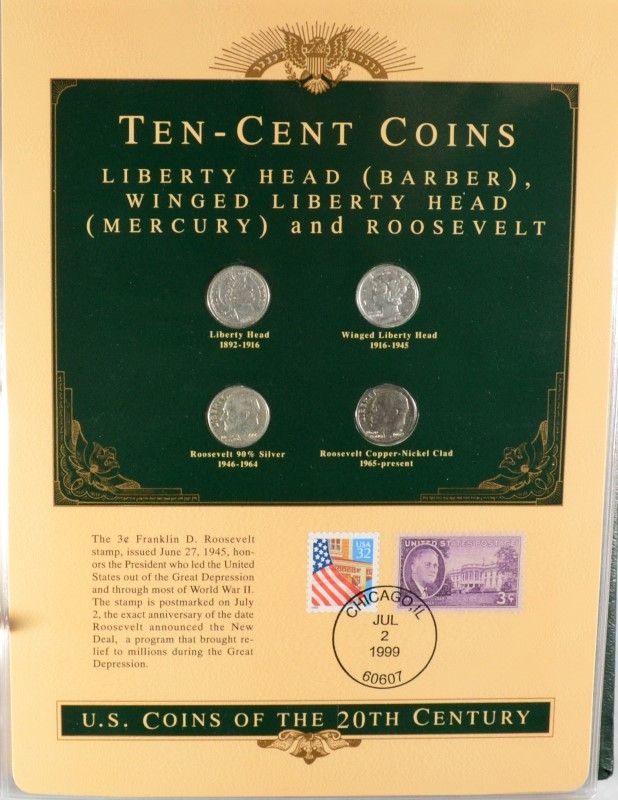 TEN-CENT COINS
LIBERTY HEAD (BARBER),
WINGED LIBERTY HEAD
(MERCURY) and ROOSEVELT
Liberty Head
1892-1916
Winged Liberty Head
1916-1945
Roosevelt 90% Silver
1946-1964
Roosevelt Copper-Nickel Clad
1965-present
The 3¢ Franklin D. Roosevelt
stamp, issued June 27, 1945, hon-
ors the President who led the United
States out of the Great Depression
and through most of World War II.
The stamp is postmarked on July
2, the exact anniversary of the date
Roosevelt announced the New
Deal, a program that brought re-
lief to millions during the Great
Depression.
USA
32
UNITED STATES POSTAGE
3¢
CHICAGO, IL
JUL
2
1999
60607
U.S. COINS OF THE 20TH CENTURY